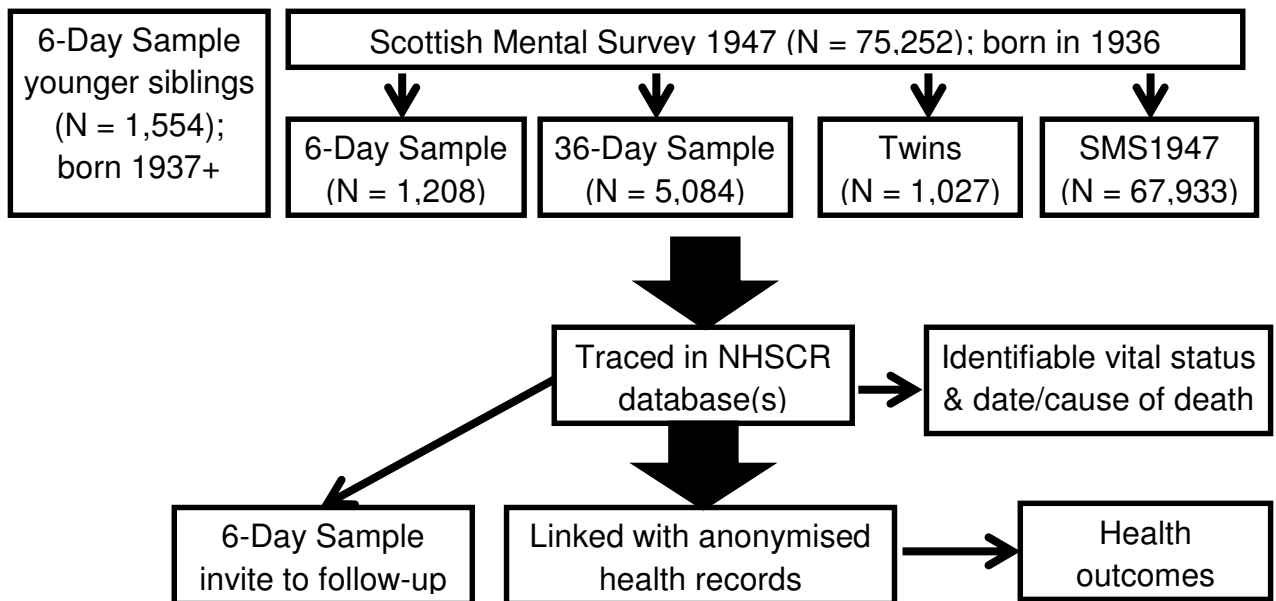 6-Day Sample
younger siblings
(N = 1,554);
born 1937+
Scottish Mental Survey 1947 (N = 75,252); born in 1936
6-Day Sample
(N = 1,208)
36-Day Sample
(N = 5,084)
Twins
(N = 1,027)
SMS1947
(N = 67,933)
Traced in NHSCR
database(s)
Identifiable vital status
& date/cause of death
6-Day Sample
invite to follow-up
Linked with anonymised
health records
Health
outcomes